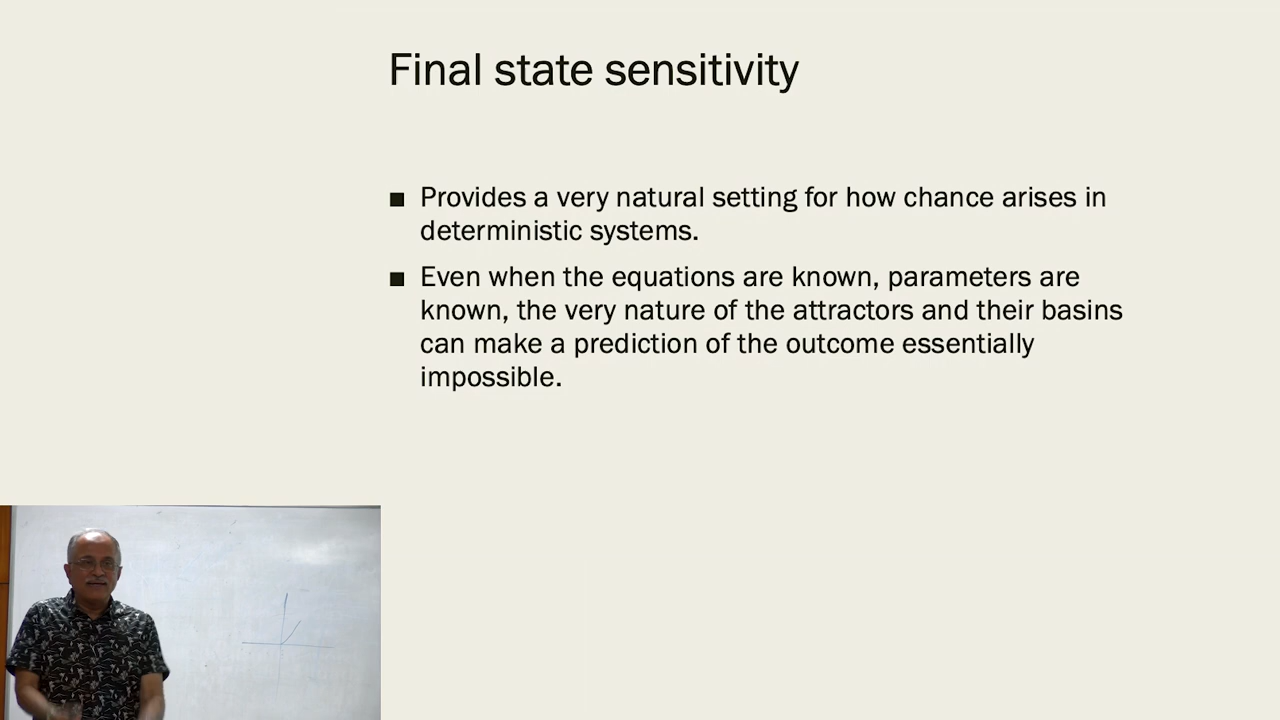 Final state sensitivity
■ Provides a very natural setting for how chance arises in
deterministic systems.
■ Even when the equations are known, parameters are
known, the very nature of the attractors and their basins
can make a prediction of the outcome essentially
impossible.